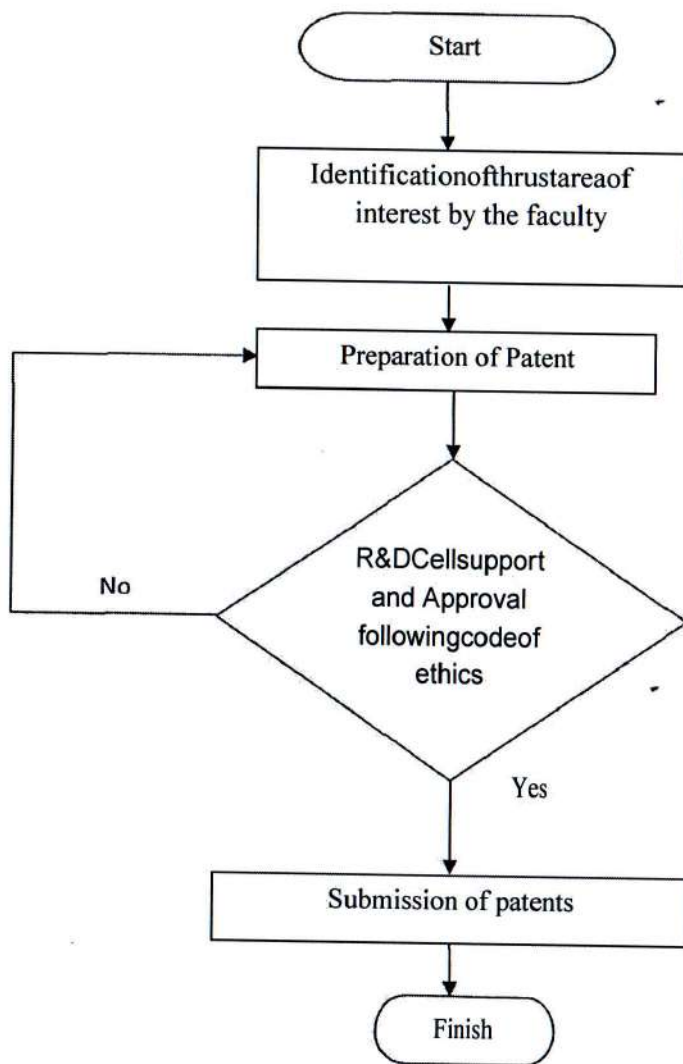 Start
Identificationofthrustareaof
interest by the faculty
Preparation of Patent
R&DCellsupport
and Approval
followingcodeof
ethics
No
Yes
Submission of patents
Finish